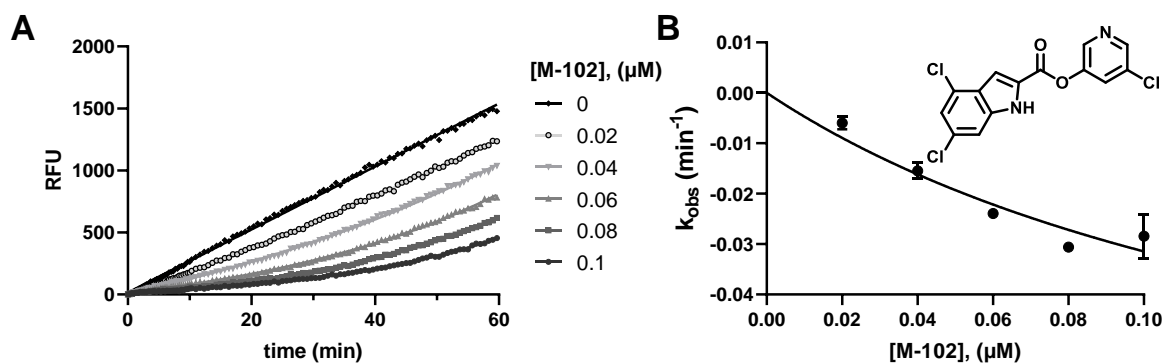 A
2000
1500
1000
500
0
RFU
0
20
40
60
time (min)
[M-102], (µM)
0
0.02
0.04
0.06
0.08
0.1
B
0.01
0.00
-0.01
-0.02
-0.03
-0.04
kobs (min-1)
0.00
0.02
0.04
0.06
0.08
0.10
[M-102], (µM)
N
O
Cl
O
Cl
NH
Cl